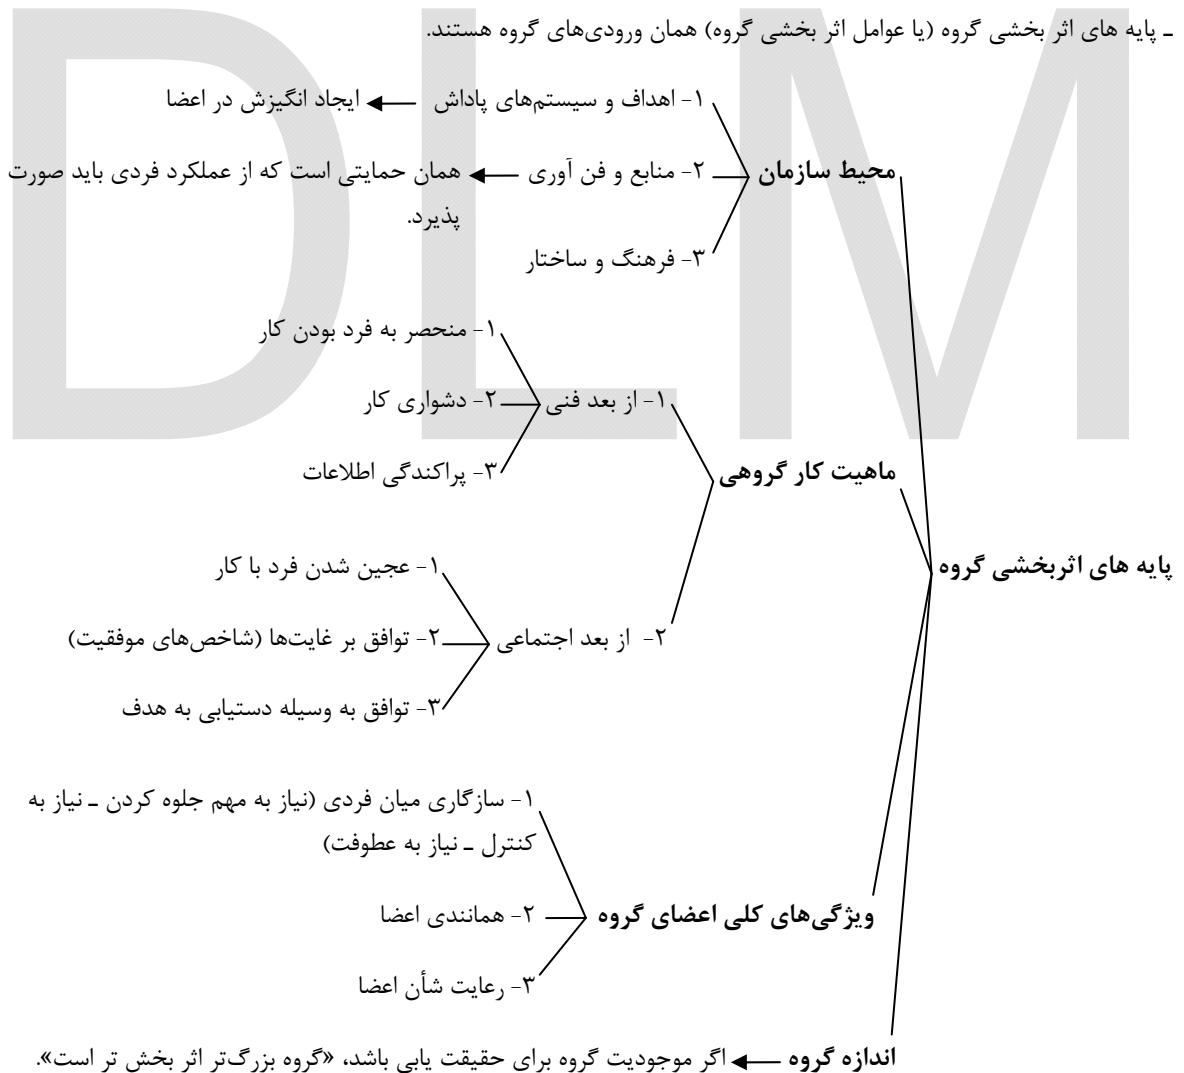 ـ پایه های اثر بخشی گروه (یا عوامل اثر بخشی گروه) همان ورودی‌های گروه هستند.
پایه های اثربخشی گروه
محیط سازمان
۱- اهداف و سیستم‌های پاداش
ایجاد انگیزش در اعضا
۲- منابع و فن آوری
همان حمایتی است که از عملکرد فردی باید صورت
پذیرد.
۳- فرهنگ و ساختار
ماهیت کار گروهی
۱- از بعد فنی
۱- منحصر به فرد بودن کار
۲- دشواری کار
۳- پراکندگی اطلاعات
۲- از بعد اجتماعی
۱- عجین شدن فرد با کار
۲- توافق بر غایت‌ها (شاخص‌های موفقیت)
۳- توافق به وسیله دستیابی به هدف
ویژگی‌های کلی اعضای گروه
۱- سازگاری میان فردی (نیاز به مهم جلوه کردن ـ نیاز به
کنترل ـ نیاز به عطوفت)
۲- همانندی اعضا
۳- رعایت شأن اعضا
اندازه گروه
اگر موجودیت گروه برای حقیقت یابی باشد، «گروه بزرگ‌تر اثر بخش تر است».
DLM